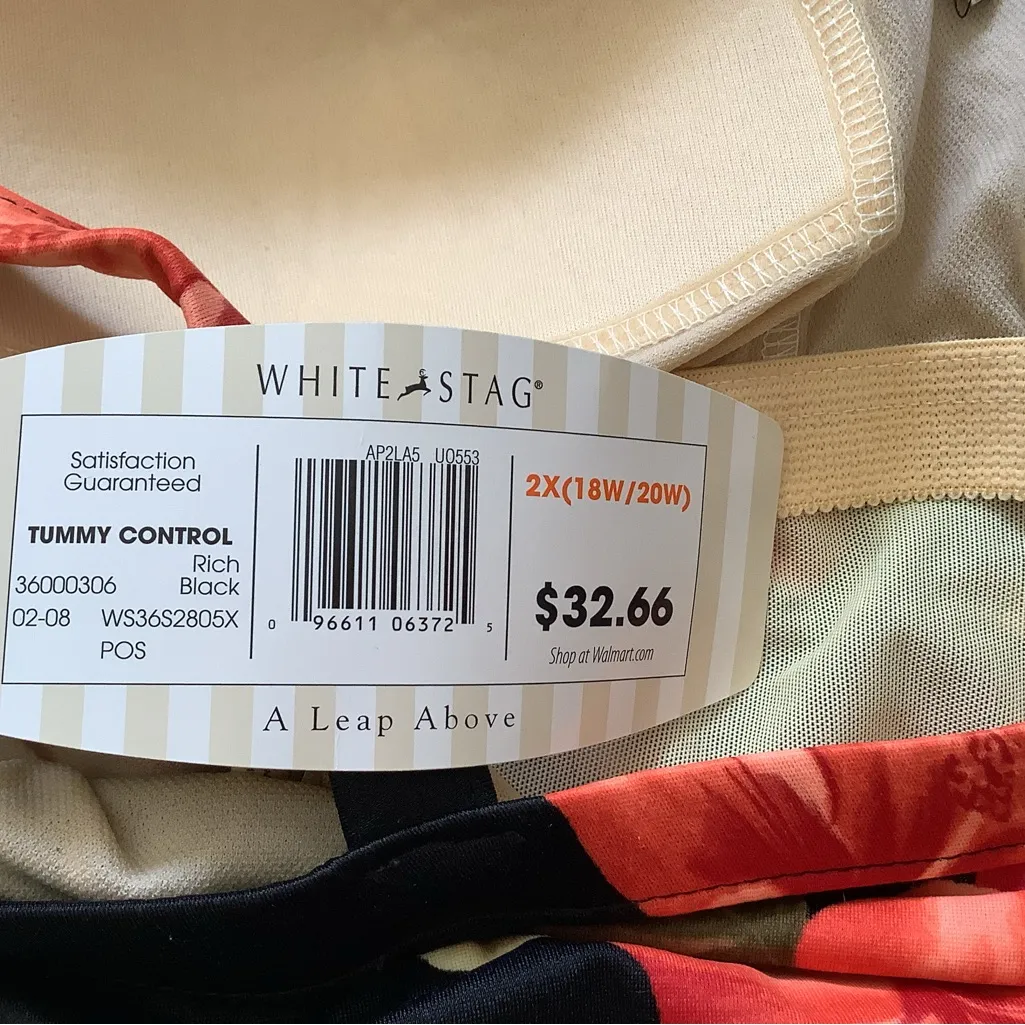 WHITE STAG®
Satisfaction
Guaranteed
TUMMY CONTROL
Rich
36000306 Black
02-08 WS36S2805X
POS
AP2LA5 U0553
0 96611 06372 5
2X(18W/20W)
$32.66
Shop at Walmart.com
A Leap Above